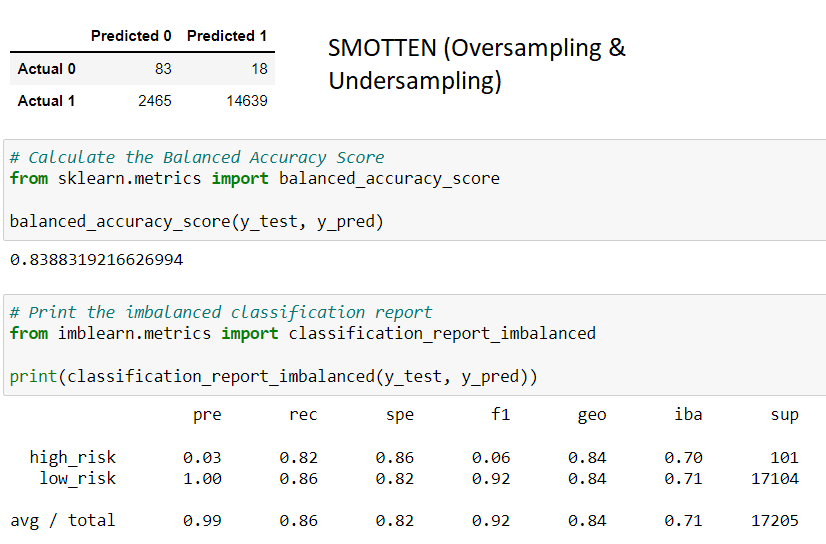 Predicted 0 Predicted 1
Actual 0 83 18
Actual 1 2465 14639
SMOTTEN (Oversampling &
Undersampling)
# Calculate the Balanced Accuracy Score
from sklearn.metrics import balanced_accuracy_score
balanced_accuracy_score(y_test, y_pred)
0.8388319216626994
# Print the imbalanced classification report
from imblearn.metrics import classification_report_imbalanced
print(classification_report_imbalanced(y_test, y_pred))
pre rec spe f1 geo iba sup
high_risk 0.03 0.82 0.86 0.06 0.84 0.70 101
low_risk 1.00 0.86 0.82 0.92 0.84 0.71 17104
avg / total 0.99 0.86 0.82 0.92 0.84 0.71 17205